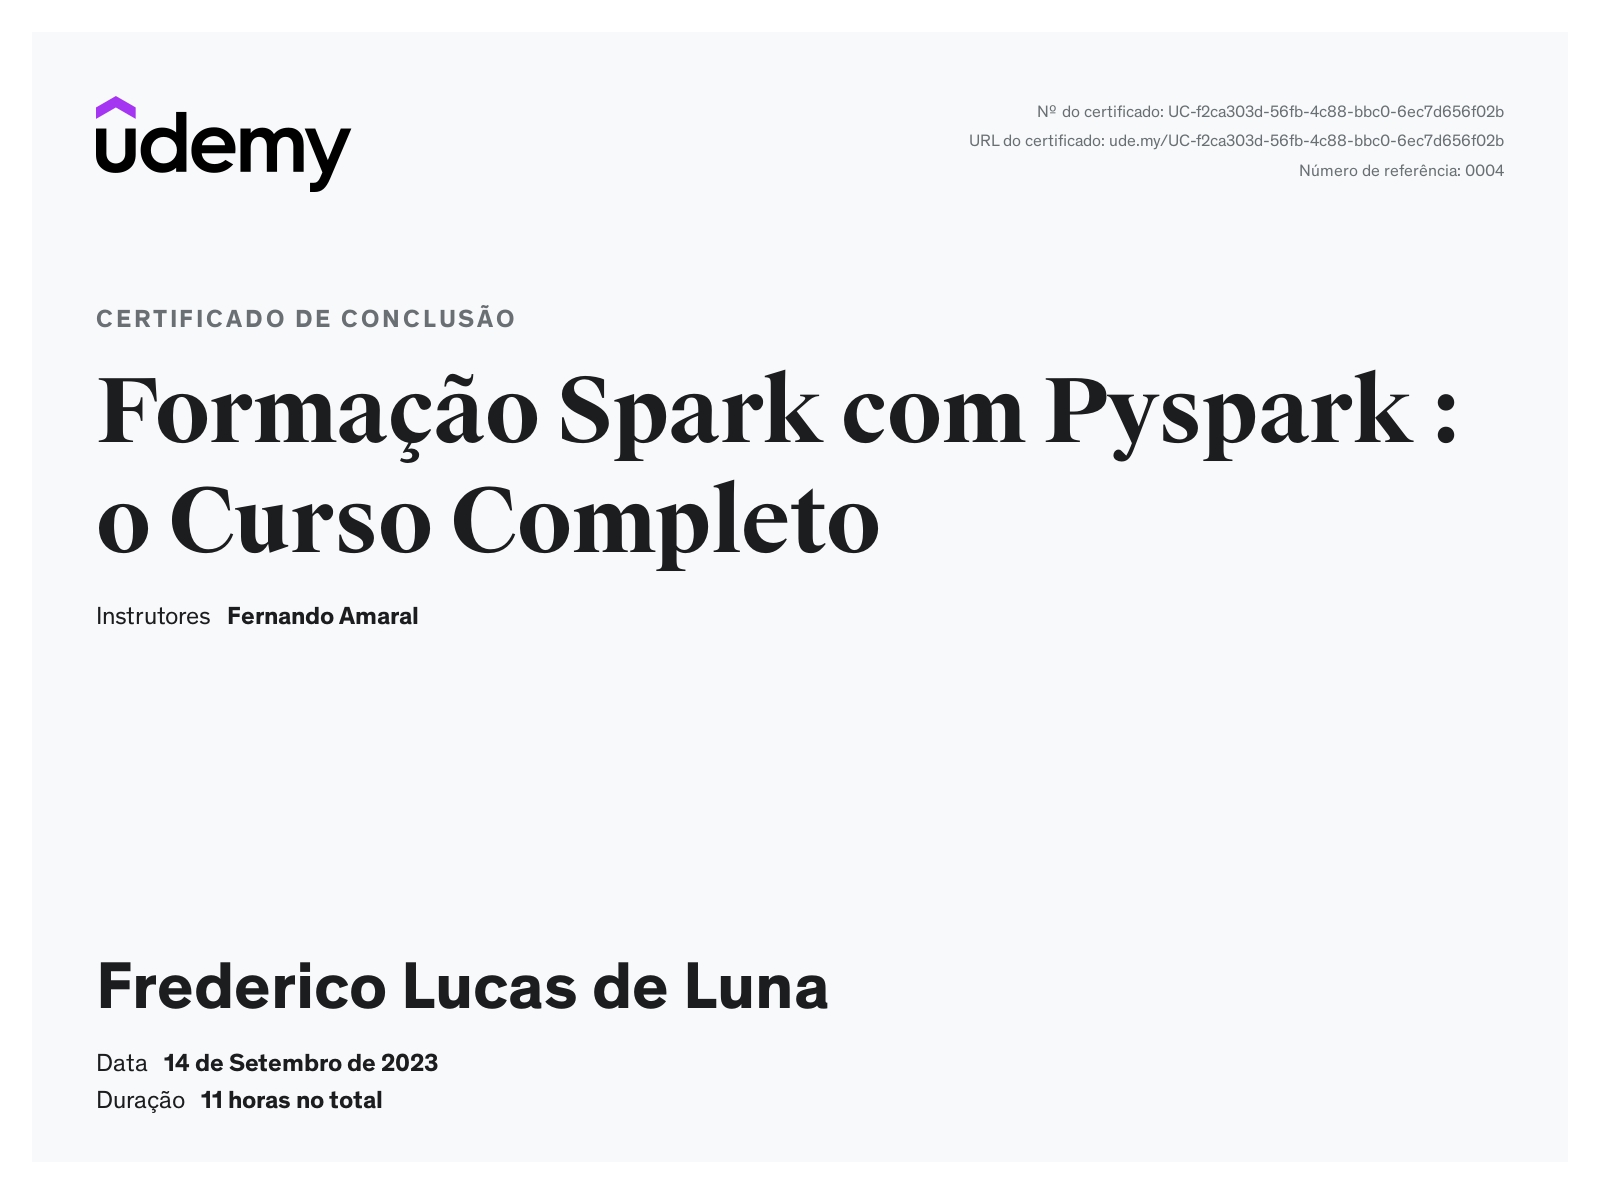 udemy
Nº do certificado: UC-f2ca303d-56fb-4c88-bbc0-6ec7d656f02b
URL do certificado: ude.my/UC-f2ca303d-56fb-4c88-bbc0-6ec7d656f02b
Número de referência: 0004
CERTIFICADO DE CONCLUSÃO
Formação Spark com Pyspark :
o Curso Completo
Instrutores Fernando Amaral
Frederico Lucas de Luna
Data 14 de Setembro de 2023
Duração 11 horas no total